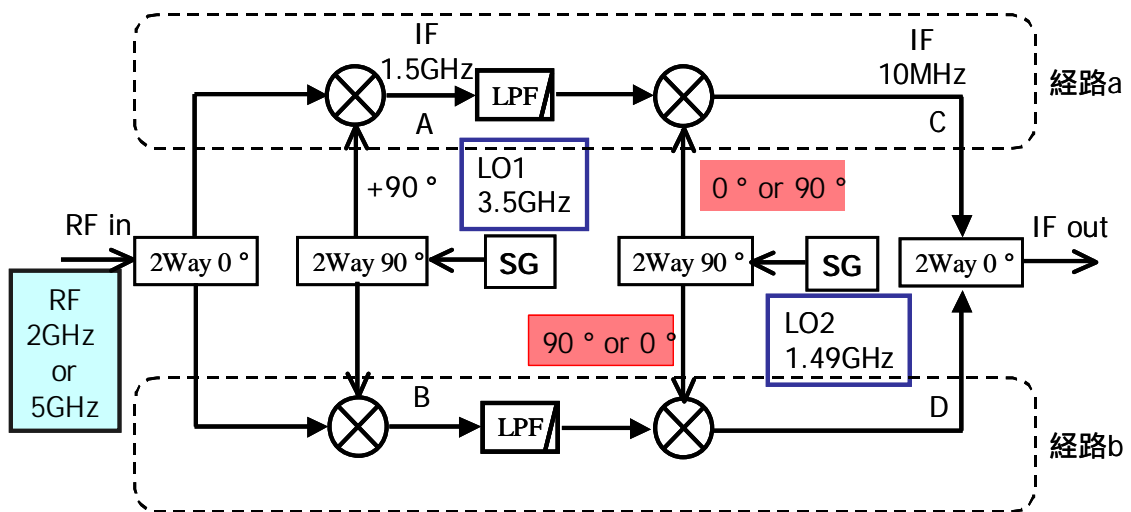 IF
1.5GHz
LPF
A
IF
10MHz
C
経路a
LO1
3.5GHz
+90°
0° or 90°
RF in
2Way 0°
2Way 90°
SG
2Way 90°
SG
2Way 0°
IF out
RF
2GHz
or
5GHz
90° or 0°
LO2
1.49GHz
B
LPF
D
経路b